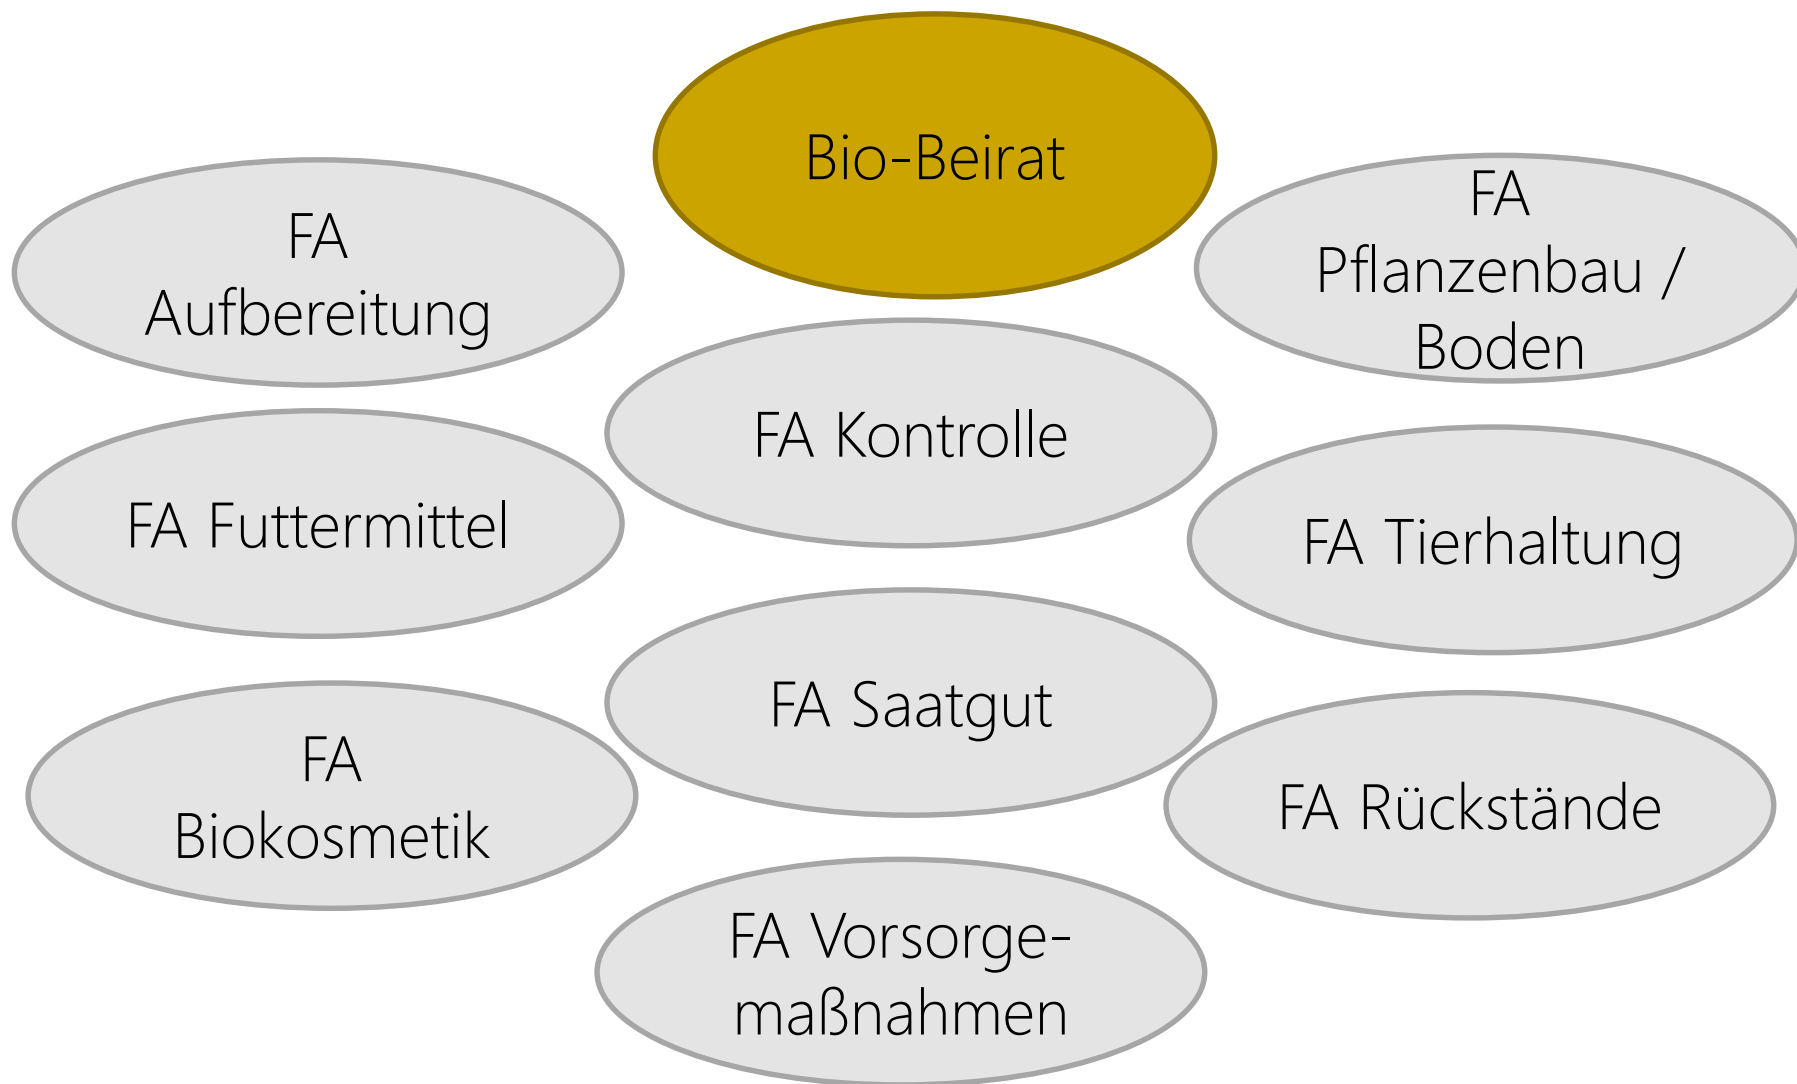 Bio-Beirat
FA
Aufbereitung
FA
Pflanzenbau /
Boden
FA Kontrolle
FA Futtermittel
FA Tierhaltung
FA Saatgut
FA
Biokosmetik
FA Rückstände
FA Vorsorge-
maßnahmen